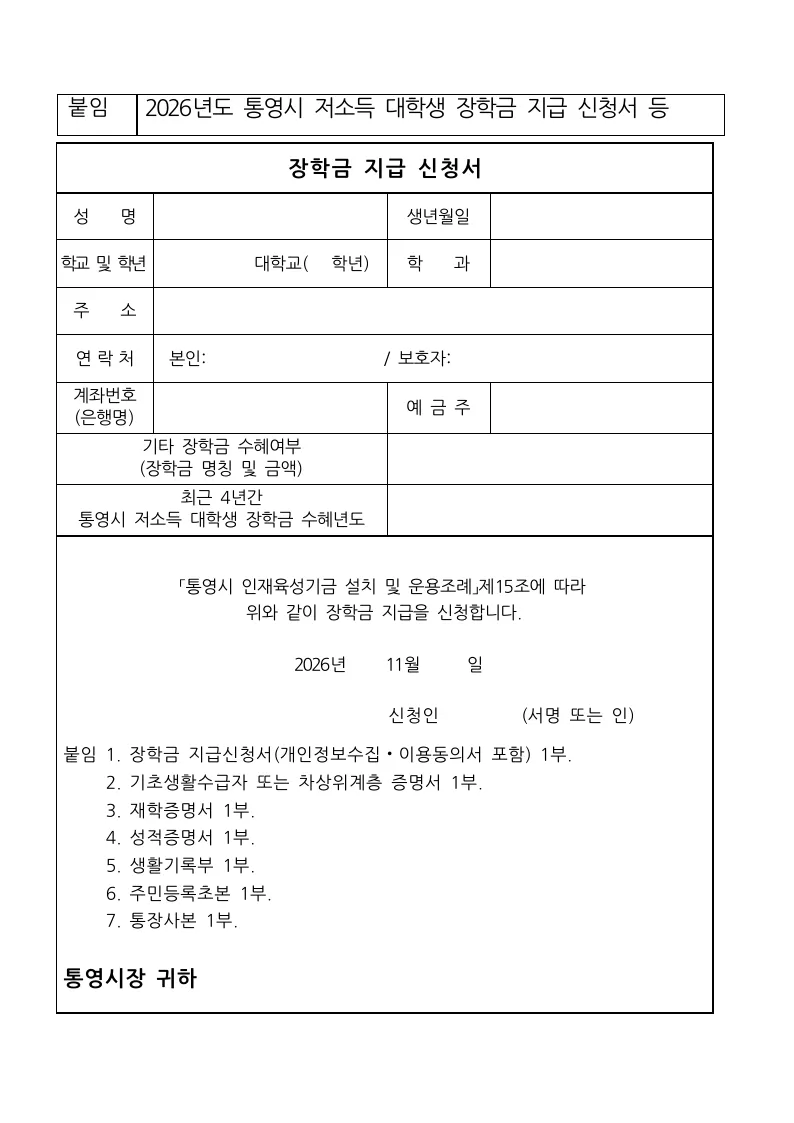 붙임 2026년도 통영시 저소득 대학생 장학금 지급 신청서 등
장학금 지급 신청서
성 명 생년월일
학교 및 학년 대학교( 학년) 학 과
주 소
연 락 처 본인: / 보호자:
계좌번호
(은행명)
예 금 주
기타 장학금 수혜여부
(장학금 명칭 및 금액)
최근 4년간
통영시 저소득 대학생 장학금 수혜년도
「통영시 인재육성기금 설치 및 운용조례」제15조에 따라
위와 같이 장학금 지급을 신청합니다.
2026년 11월 일
신청인 (서명 또는 인)
붙임 1. 장학금 지급신청서(개인정보수집・이용동의서 포함) 1부.
2. 기초생활수급자 또는 차상위계층 증명서 1부.
3. 재학증명서 1부.
4. 성적증명서 1부.
5. 생활기록부 1부.
6. 주민등록초본 1부.
7. 통장사본 1부.
통영시장 귀하